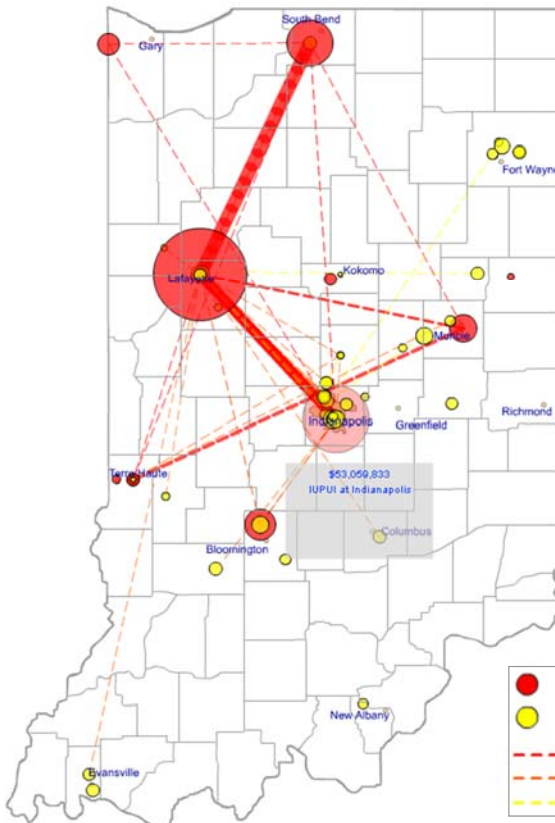 South Bend
Gary
Fort Wayne
Lafayette
Kokomo
Muncie
Richmond
Indianapolis
Greenfield
Terre Haute
$53,059,833
IUPUI at Indianapolis
Columbus
Bloomington
New Albany
Evansville